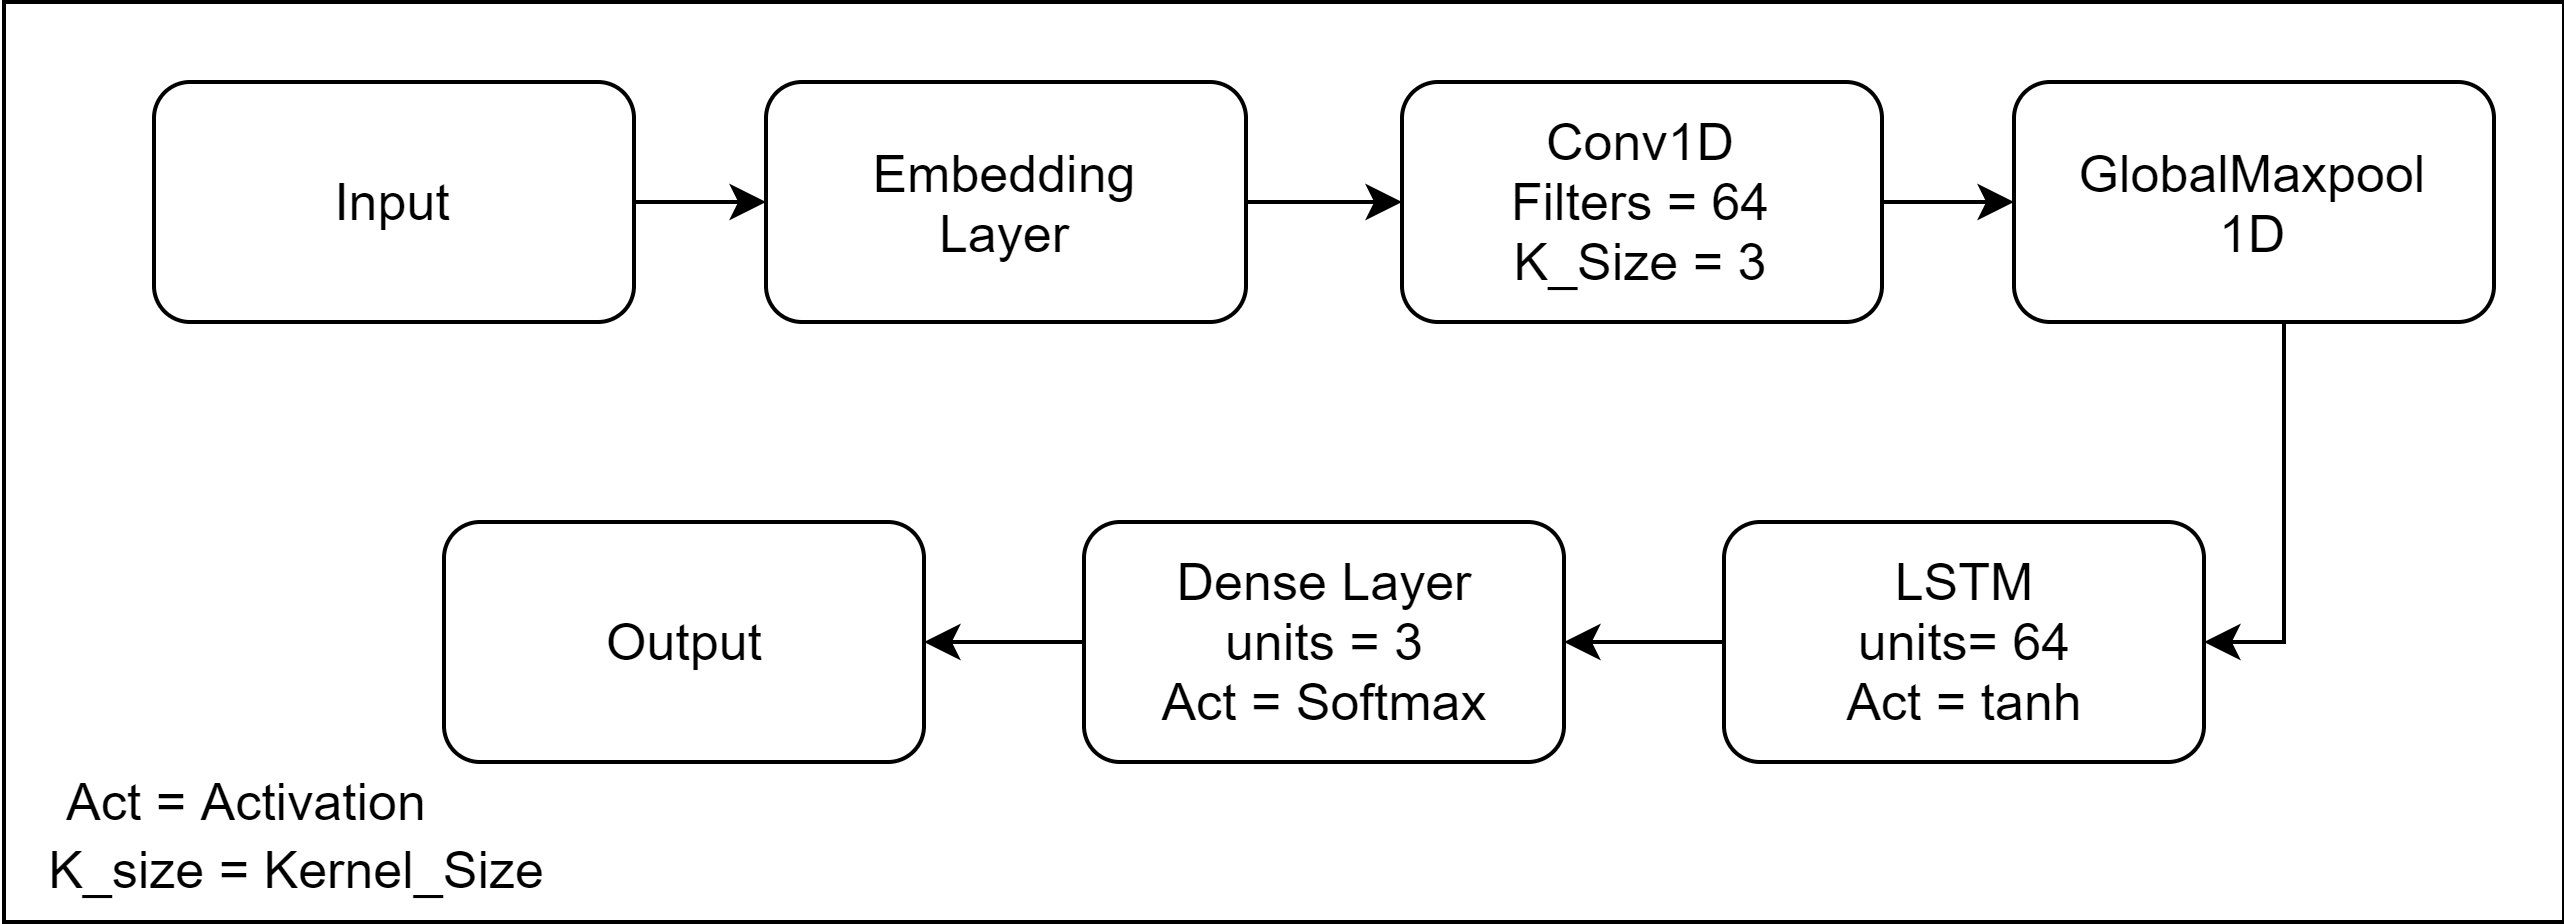 Input
Embedding
Layer
Conv1D
Filters = 64
K_Size = 3
GlobalMaxpool
1D
LSTM
units= 64
Act = tanh
Dense Layer
units = 3
Act = Softmax
Output
Act = Activation
K_size = Kernel_Size